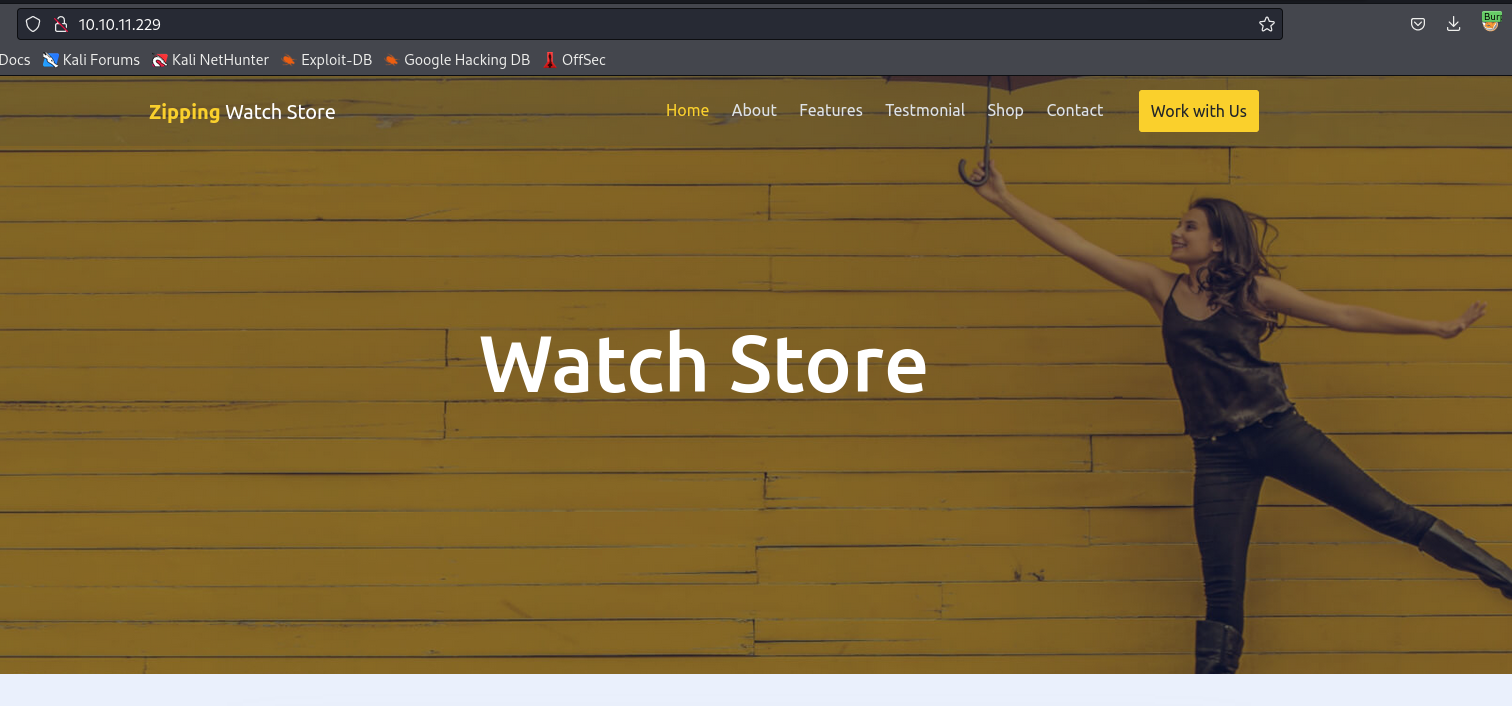 10.10.11.229
Bur
Docs Kali Forums Kali NetHunter Exploit-DB Google Hacking DB OffSec
Zipping Watch Store Home About Features Testmonial Shop Contact Work with Us
Watch Store